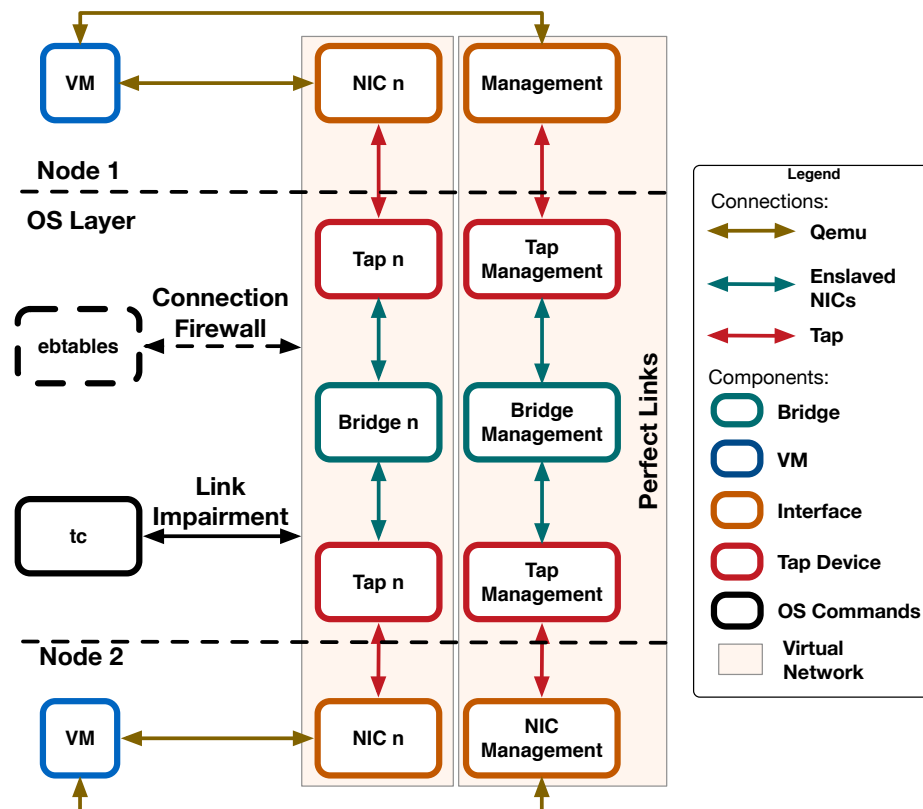 VM
NIC n
Management
Node 1
OS Layer
Tap n
Tap
Management
Connection
Firewall
ebtables
Bridge n
Bridge
Management
Perfect Links
Link
Impairment
tc
Tap n
Tap
Management
Node 2
VM
NIC n
NIC
Management
Legend
Connections:
Qemu
Enslaved
NICs
Tap
Components:
Bridge
VM
Interface
Tap Device
OS Commands
Virtual
Network